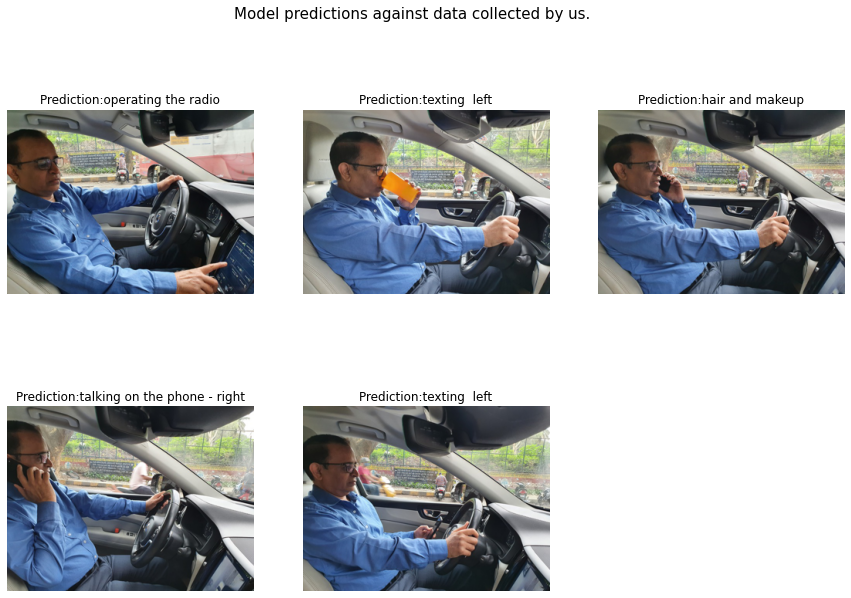 Model predictions against data collected by us.
Prediction:operating the radio
Prediction:texting  left
Prediction:hair and makeup
Prediction:talking on the phone - right
Prediction:texting  left